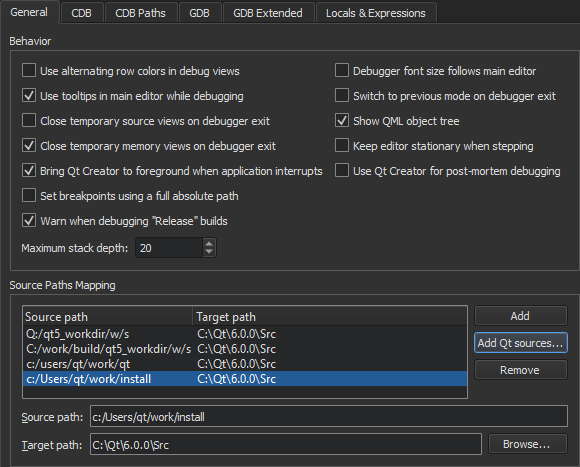 General CDB CDB Paths GDB GDB Extended Locals & Expressions
Behavior
Use alternating row colors in debug views Debugger font size follows main editor
Use tooltips in main editor while debugging Switch to previous mode on debugger exit
Close temporary source views on debugger exit Show QML object tree
Close temporary memory views on debugger exit Keep editor stationary when stepping
Bring Qt Creator to foreground when application interrupts Use Qt Creator for post-mortem debugging
Set breakpoints using a full absolute path
Warn when debugging "Release" builds
Maximum stack depth: 20
Source Paths Mapping
Source path Target path Add
Q:/qt5_workdir/w/s C:\Qt\6.0.0\Src
C:/work/build/qt5_workdir/w/s C:\Qt\6.0.0\Src Add Qt sources...
c:/users/qt/work/qt C:\Qt\6.0.0\Src
c:/Users/qt/work/install C:\Qt\6.0.0\Src Remove
Source path: c:/Users/qt/work/install
Target path: C:\Qt\6.0.0\Src Browse...